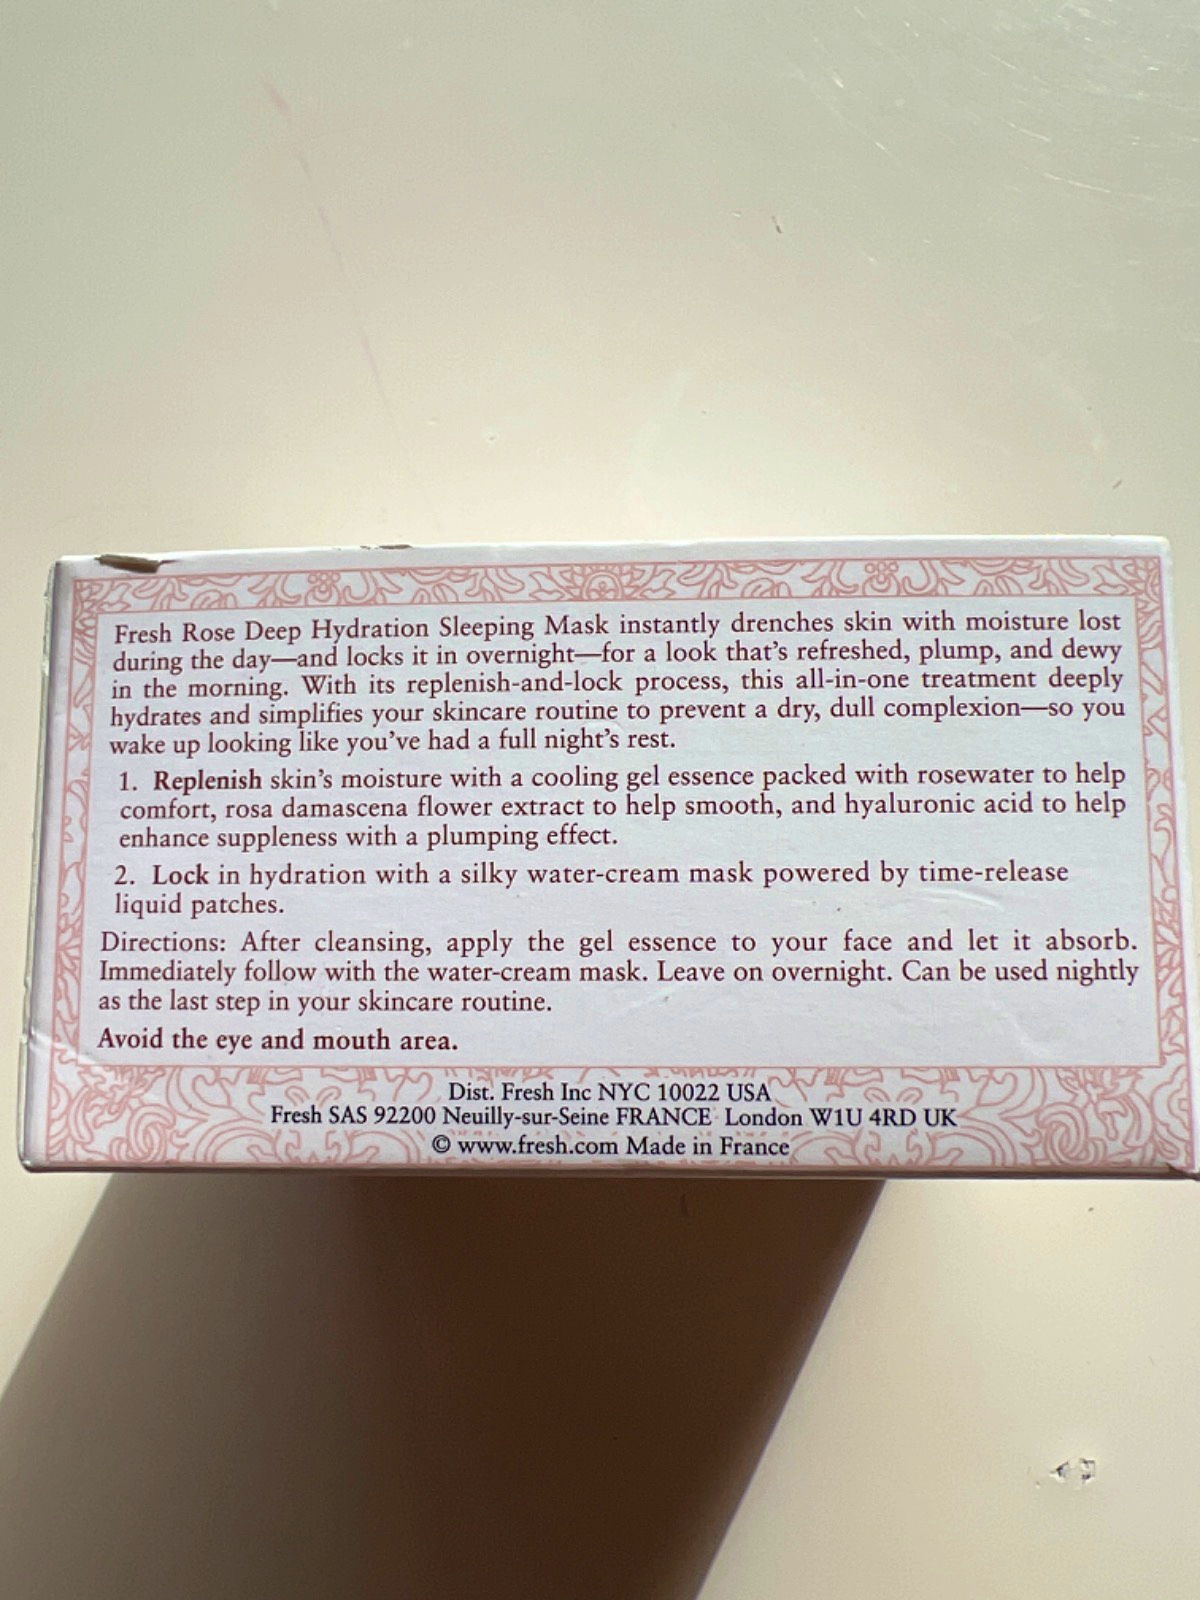 Fresh Rose Deep Hydration Sleeping Mask instantly drenches skin with moisture lost
during the day—and locks it in overnight—for a look that's refreshed, plump, and dewy
in the morning. With its replenish-and-lock process, this all-in-one treatment deeply
hydrates and simplifies your skincare routine to prevent a dry, dull complexion—so you
wake up looking like you've had a full night's rest.
1. Replenish skin's moisture with a cooling gel essence packed with rosewater to help
comfort, rosa damascena flower extract to help smooth, and hyaluronic acid to help
enhance suppleness with a plumping effect.
2. Lock in hydration with a silky water-cream mask powered by time-release
liquid patches.
Directions: After cleansing, apply the gel essence to your face and let it absorb.
Immediately follow with the water-cream mask. Leave on overnight. Can be used nightly
as the last step in your skincare routine.
Avoid the eye and mouth area.
Dist. Fresh Inc NYC 10022 USA
Fresh SAS 92200 Neuilly-sur-Seine FRANCE London W1U 4RD UK
© www.fresh.com Made in France